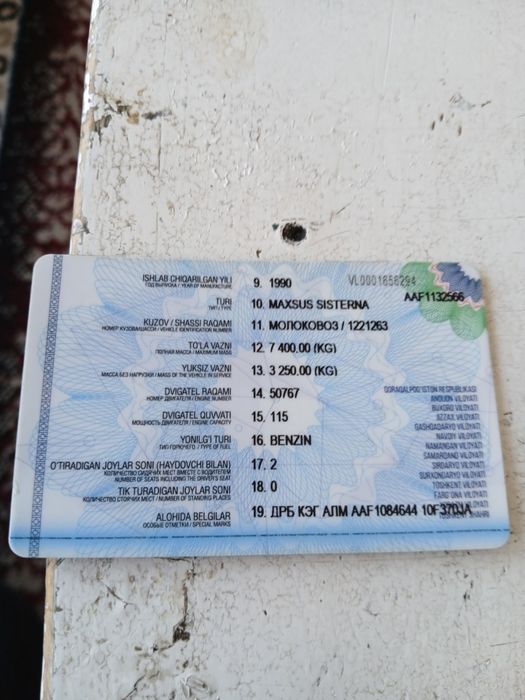 ISHLAB CHIQARILGAN YILI 9. 1990 VL0001656294
ГОД ВЫПУСКА / YEAR OF MANUFACTURE
AAF1132566
TURI 10. MAXSUS SISTERNA
ТИП / TYPE
KUZOV / SHASSI RAQAMI 11. МОЛОКОВОЗ / 1221263
НОМЕР КУЗОВА/ШАССИ / VEHICLE IDENTIFICATION NUMBER
TO'LA VAZNI 12. 7 400,00 (KG)
ПОЛНАЯ МАССА / MAXIMUM MASS
YUKSIZ VAZNI 13. 3 250.00 (KG)
МАССА БЕЗ НАГРУЗКИ / MASS OF THE VEHICLE IN SERVICE
DVIGATEL RAQAMI 14. 50767
НОМЕР ДВИГАТЕЛЯ / ENGINE NUMBER
DVIGATEL QUVVATI 15. 115
МОЩНОСТЬ ДВИГАТЕЛЯ / ENGINE CAPACITY
YONILG'I TURI 16. BENZIN
ТИП ГОРЮЧЕГО / TYPE OF FUEL
O'TIRADIGAN JOYLAR SONI (HAYDOVCHI BILAN) 17. 2
КОЛИЧЕСТВО СИДЯЧИХ МЕСТ ВМЕСТЕ С ВОДИТЕЛЕМ
NUMBER OF SEATS INCLUDING THE DRIVER'S SEAT
TIK TURADIGAN JOYLAR SONI 18. 0
КОЛИЧЕСТВО СТОЯЧИХ МЕСТ / NUMBER OF STANDING PLACES
ALOHIDA BELGILAR 19. ДРБ КЭГ АПМ AAF1084644 10F370JA
ОСОБЫЕ ОТМЕТКИ / SPECIAL MARKS
QORAQALPOG'ISTON RESPUBLIKASI
ANDIJON VILOYATI
BUXORO VILOYATI
JIZZAX VILOYATI
QASHQADARYO VILOYATI
NAVOIY VILOYATI
NAMANGAN VILOYATI
SAMARQAND VILOYATI
SIRDARYO VILOYATI
SURXONDARYO VILOYATI
TOSHKENT VILOYATI
FARG'ONA VILOYATI
TOSHKENT SHAHRI